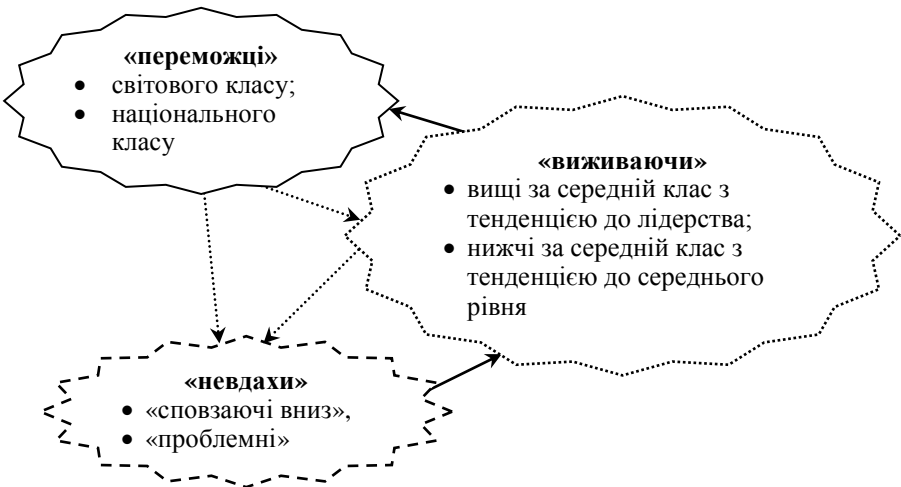 «переможці»
• світового класу;
• національного
класу
«виживаючи»
• вищі за середній клас з
тенденцією до лідерства;
• нижчі за середній клас з
тенденцією до середнього
рівня
«невдахи»
• «сповзаючі вниз»,
• «проблемні»